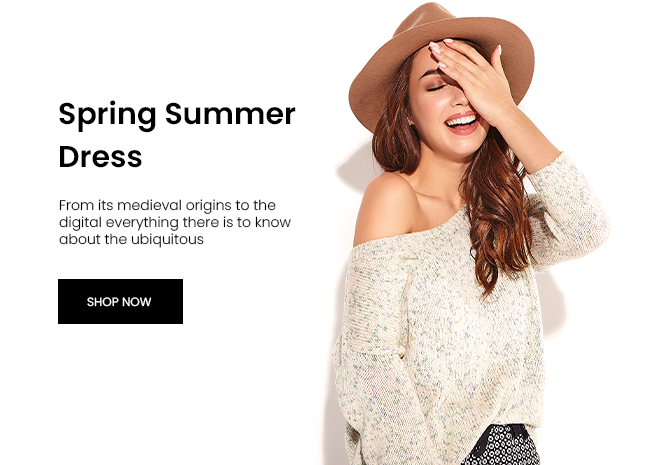 Spring Summer
Dress
From its medieval origins to the
digital everything there is to know
about the ubiquitous
SHOP NOW